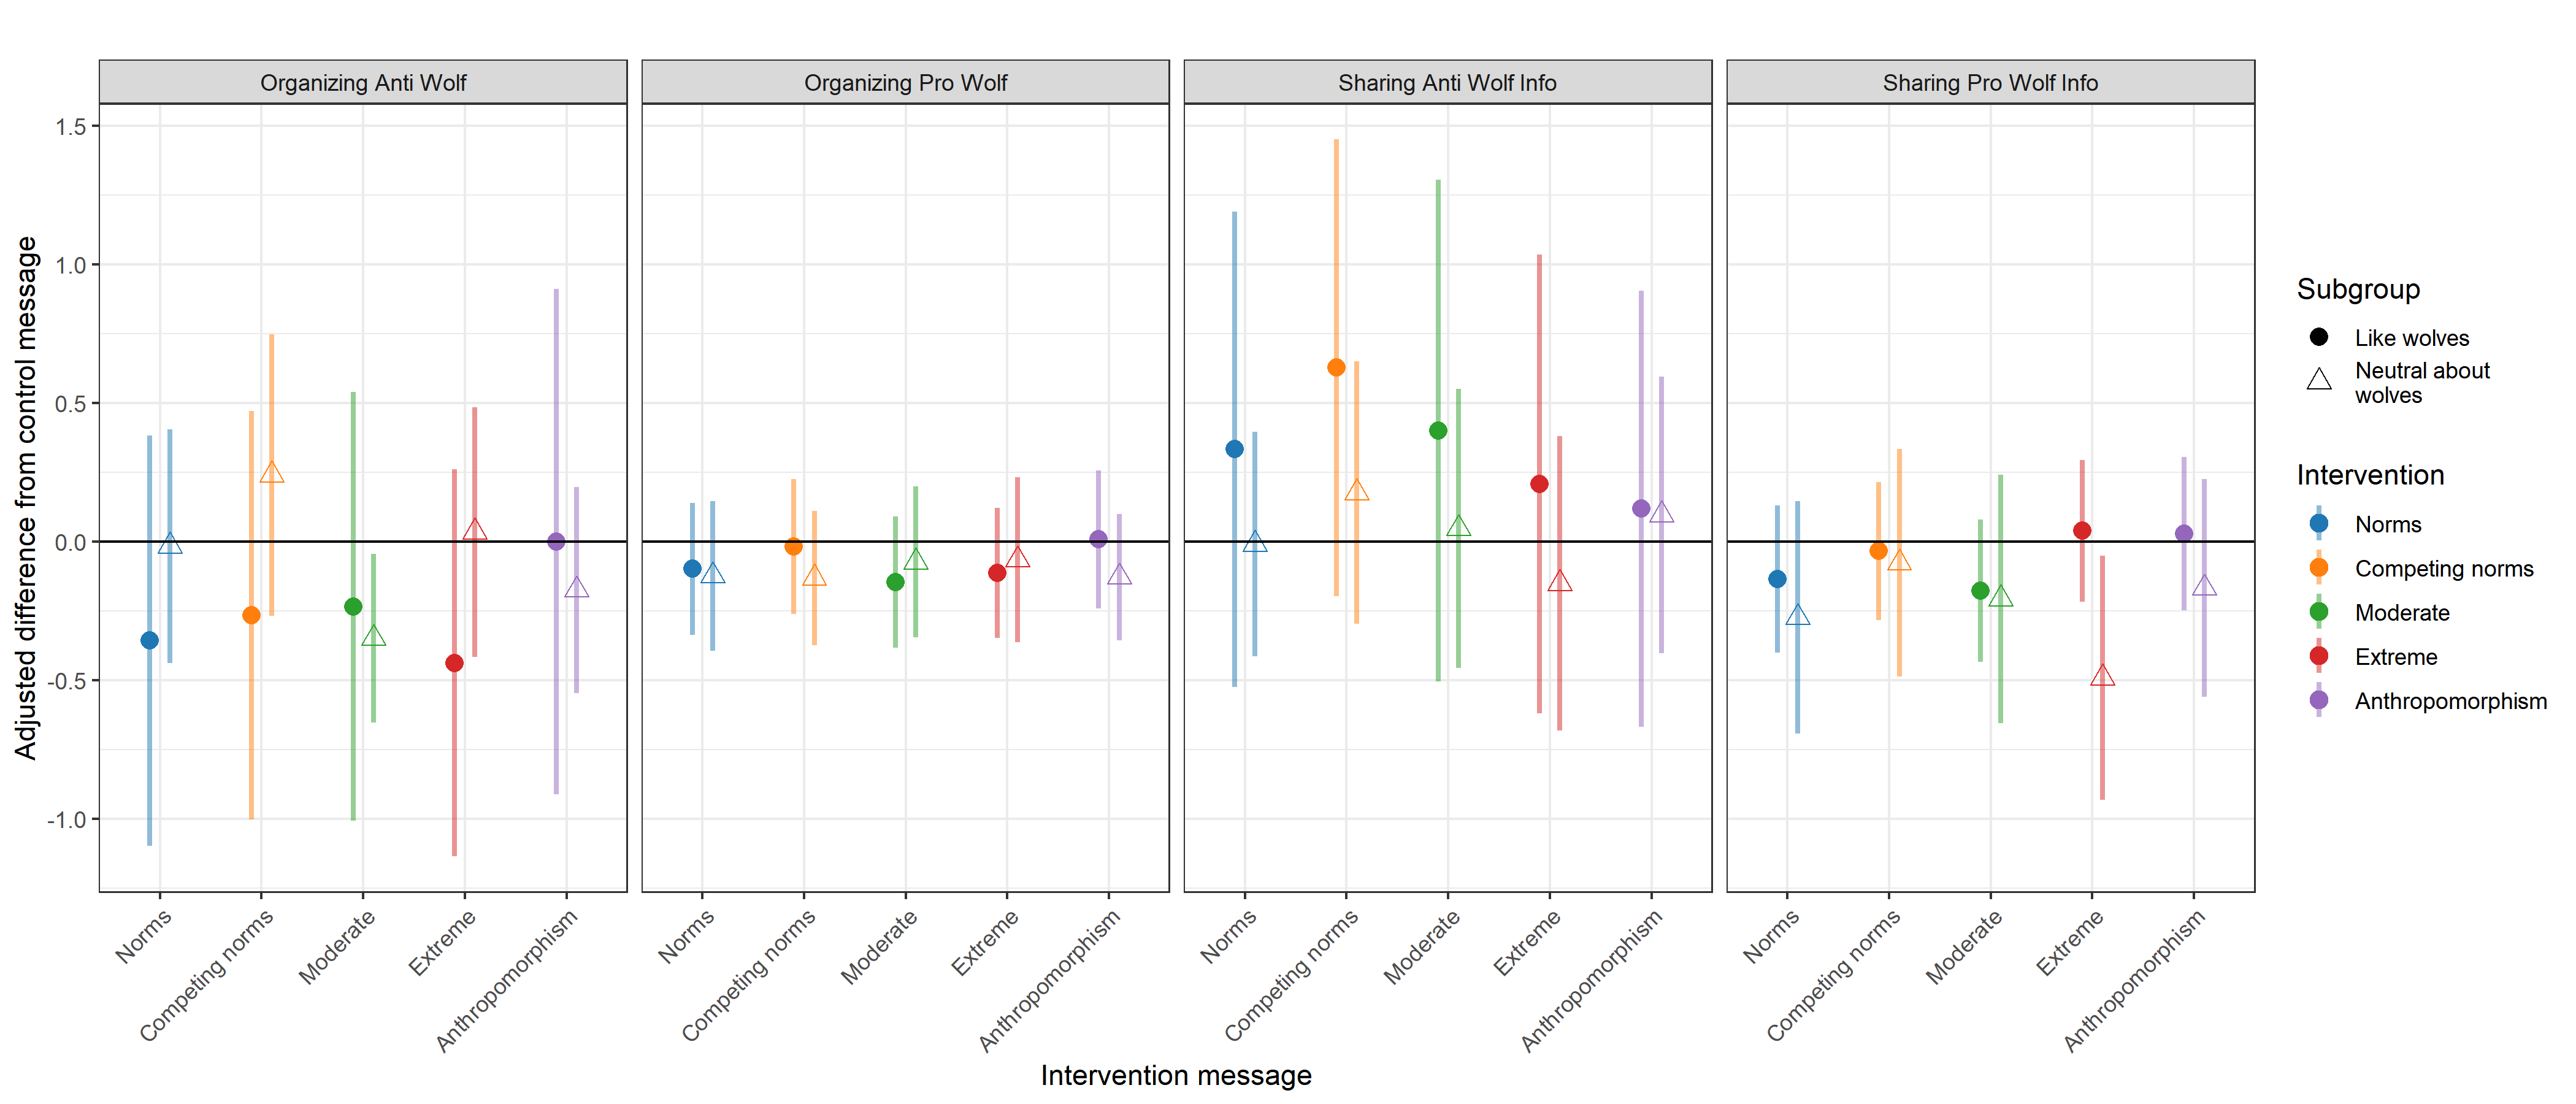 Organizing Anti Wolf
Organizing Pro Wolf
Sharing Anti Wolf Info
Sharing Pro Wolf Info
Adjusted difference from control message
1.5
1.0
0.5
0.0
-0.5
-1.0
Norms
Competing norms
Moderate
Extreme
Anthropomorphism
Norms
Competing norms
Moderate
Extreme
Anthropomorphism
Norms
Competing norms
Moderate
Extreme
Anthropomorphism
Norms
Competing norms
Moderate
Extreme
Anthropomorphism
Intervention message
Subgroup
Like wolves
Neutral about
wolves
Intervention
Norms
Competing norms
Moderate
Extreme
Anthropomorphism